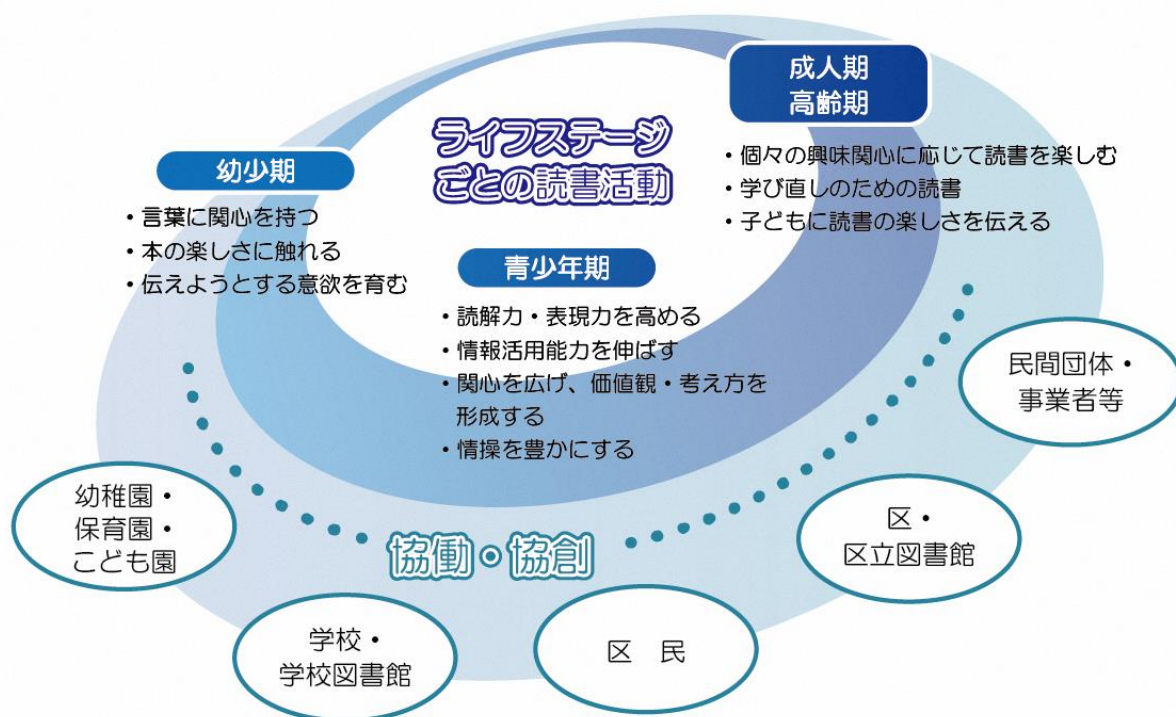 ライフステージ
ごとの読書活動
幼少期
・言葉に関心を持つ
・本の楽しさに触れる
・伝えようとする意欲を育む
青少年期
・読解力・表現力を高める
・情報活用能力を伸ばす
・関心を広げ、価値観・考え方を
形成する
・情操を豊かにする
成人期
高齢期
・個々の興味関心に応じて読書を楽しむ
・学び直しのための読書
・子どもに読書の楽しさを伝える
協働・協創
幼稚園・
保育園・
こども園
学校・
学校図書館
区 民
区・
区立図書館
民間団体・
事業者等